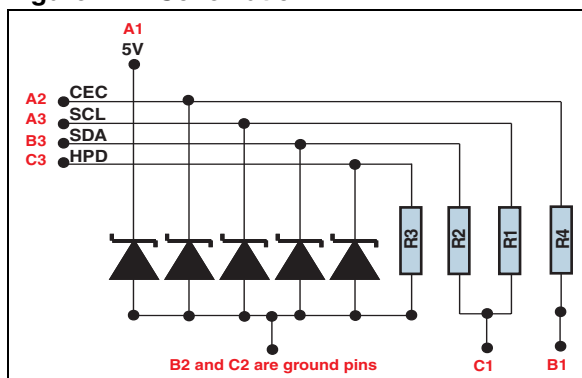 A1
5V
A2 CEC
A3 SCL
B3 SDA
C3 HPD
R3 R2 R1 R4
B2 and C2 are ground pins C1 B1